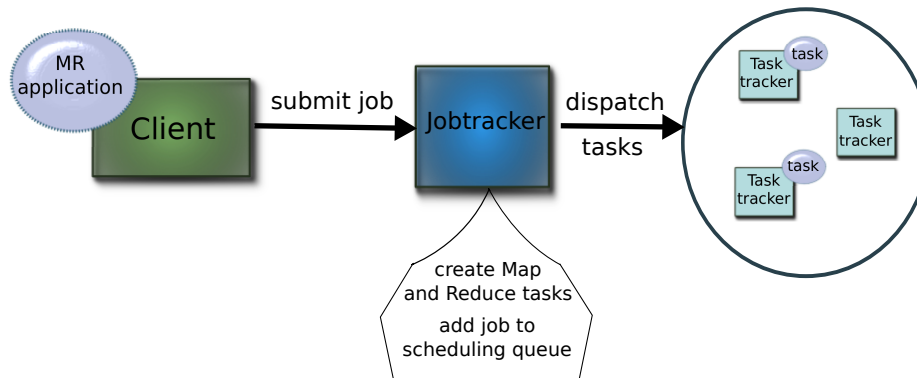 MR
application
Client
submit job
Jobtracker
dispatch
tasks
Task
tracker
task
Task
tracker
Task
tracker
task
create Map
and Reduce tasks
add job to
scheduling queue